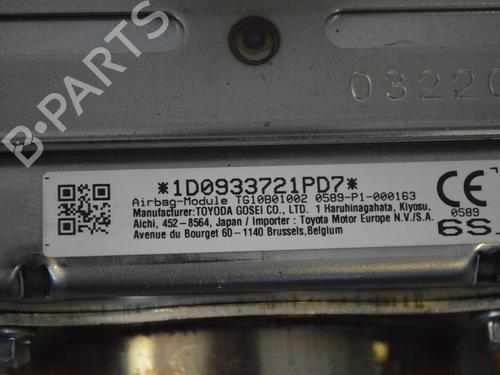 B-PARTS
03220
*1D0933721PD7*
Airbag-Module TG10B01002 0589-P1-000163
Manufacturer:TOYODA GOSEI CO., LTD. 1 Haruhinagahata, Kiyosu,
Aichi, 452-8564, Japan / Importer : Toyota Motor Europe N.V./S.A.
Avenue du Bourget 60-1140 Brussels,Belgium
CE
0589
6S